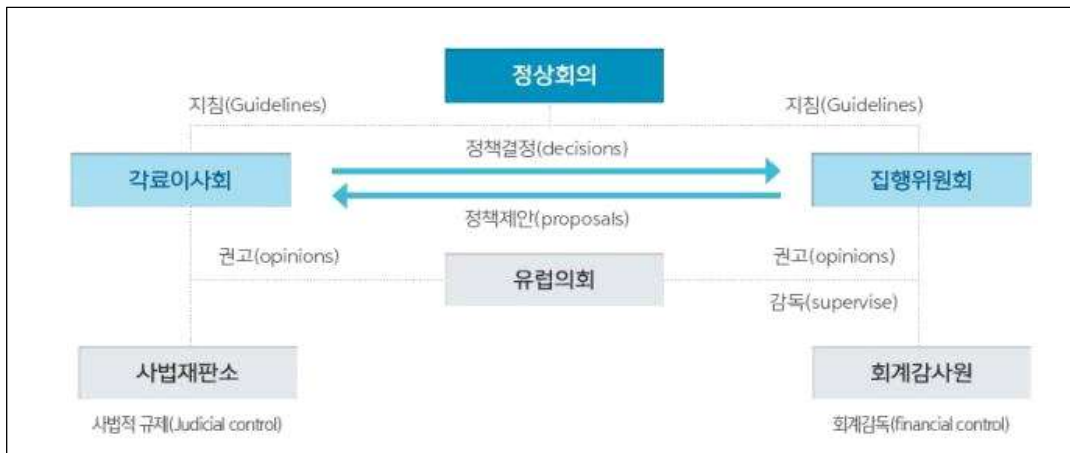 정상회의
지침(Guidelines)
지침(Guidelines)
정책결정(decisions)
각료이사회
집행위원회
정책제안(proposals)
권고(opinions)
권고(opinions)
유럽의회
감독(supervise)
사법재판소
회계감사원
사법적 규제(Judicial control)
회계감독(financial control)